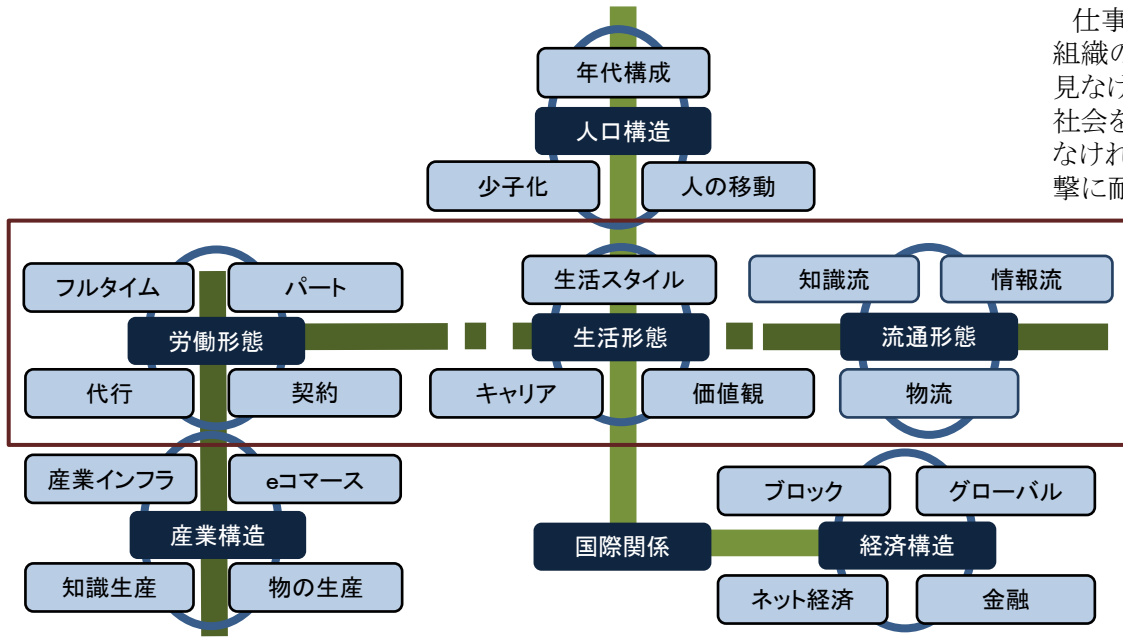 仕事
組織の
見なけ
社会を
なけれ
撃に耐
年代構成
人口構造
少子化
人の移動
フルタイム
パート
労働形態
代行
契約
生活スタイル
生活形態
キャリア
価値観
知識流
情報流
流通形態
物流
産業インフラ
eコマース
産業構造
知識生産
物の生産
国際関係
ブロック
グローバル
経済構造
ネット経済
金融